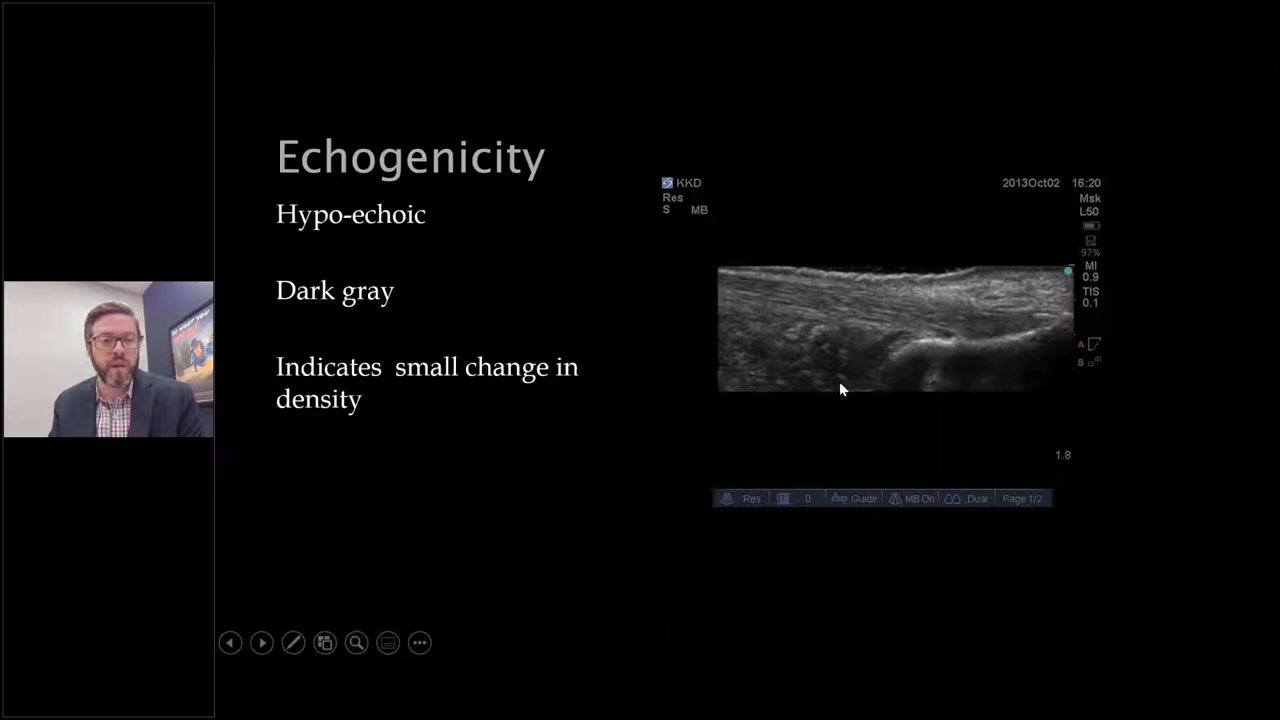 Echogenicity
Hypo-echoic
Dark gray
Indicates small change in
density
KKD
2013Oct02 16:20
Res
S MB
Msk
L50
97%
MI
0.9
TIS
0.1
A
B
1.8
Res
0
Guide
MB On
Dual
Page 1/2